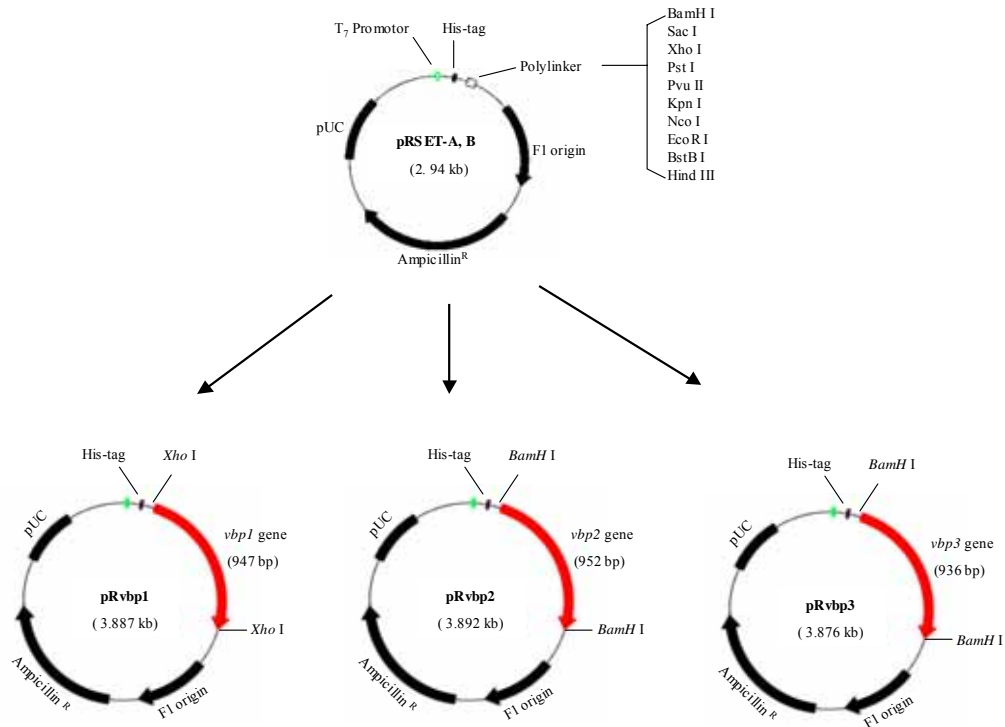 T7 Promotor
His-tag
Polylinker
BamH I
Sac I
Xho I
Pst I
Pvu II
Kpn I
Nco I
EcoR I
BstB I
Hind III
pUC
pRSET-A, B
(2. 94 kb)
F1 origin
Ampicillin R
His-tag
Xho I
pUC
vbp1 gene
(947 bp)
pRvbp1
( 3.887 kb)
Xho I
Ampicillin R
F1 origin
His-tag
BamH I
pUC
vbp2 gene
(952 bp)
pRvbp2
( 3.892 kb)
BamH I
Ampicillin R
F1 origin
His-tag
BamH I
pUC
vbp3 gene
(936 bp)
pRvbp3
( 3.876 kb)
BamH I
Ampicillin R
F1 origin